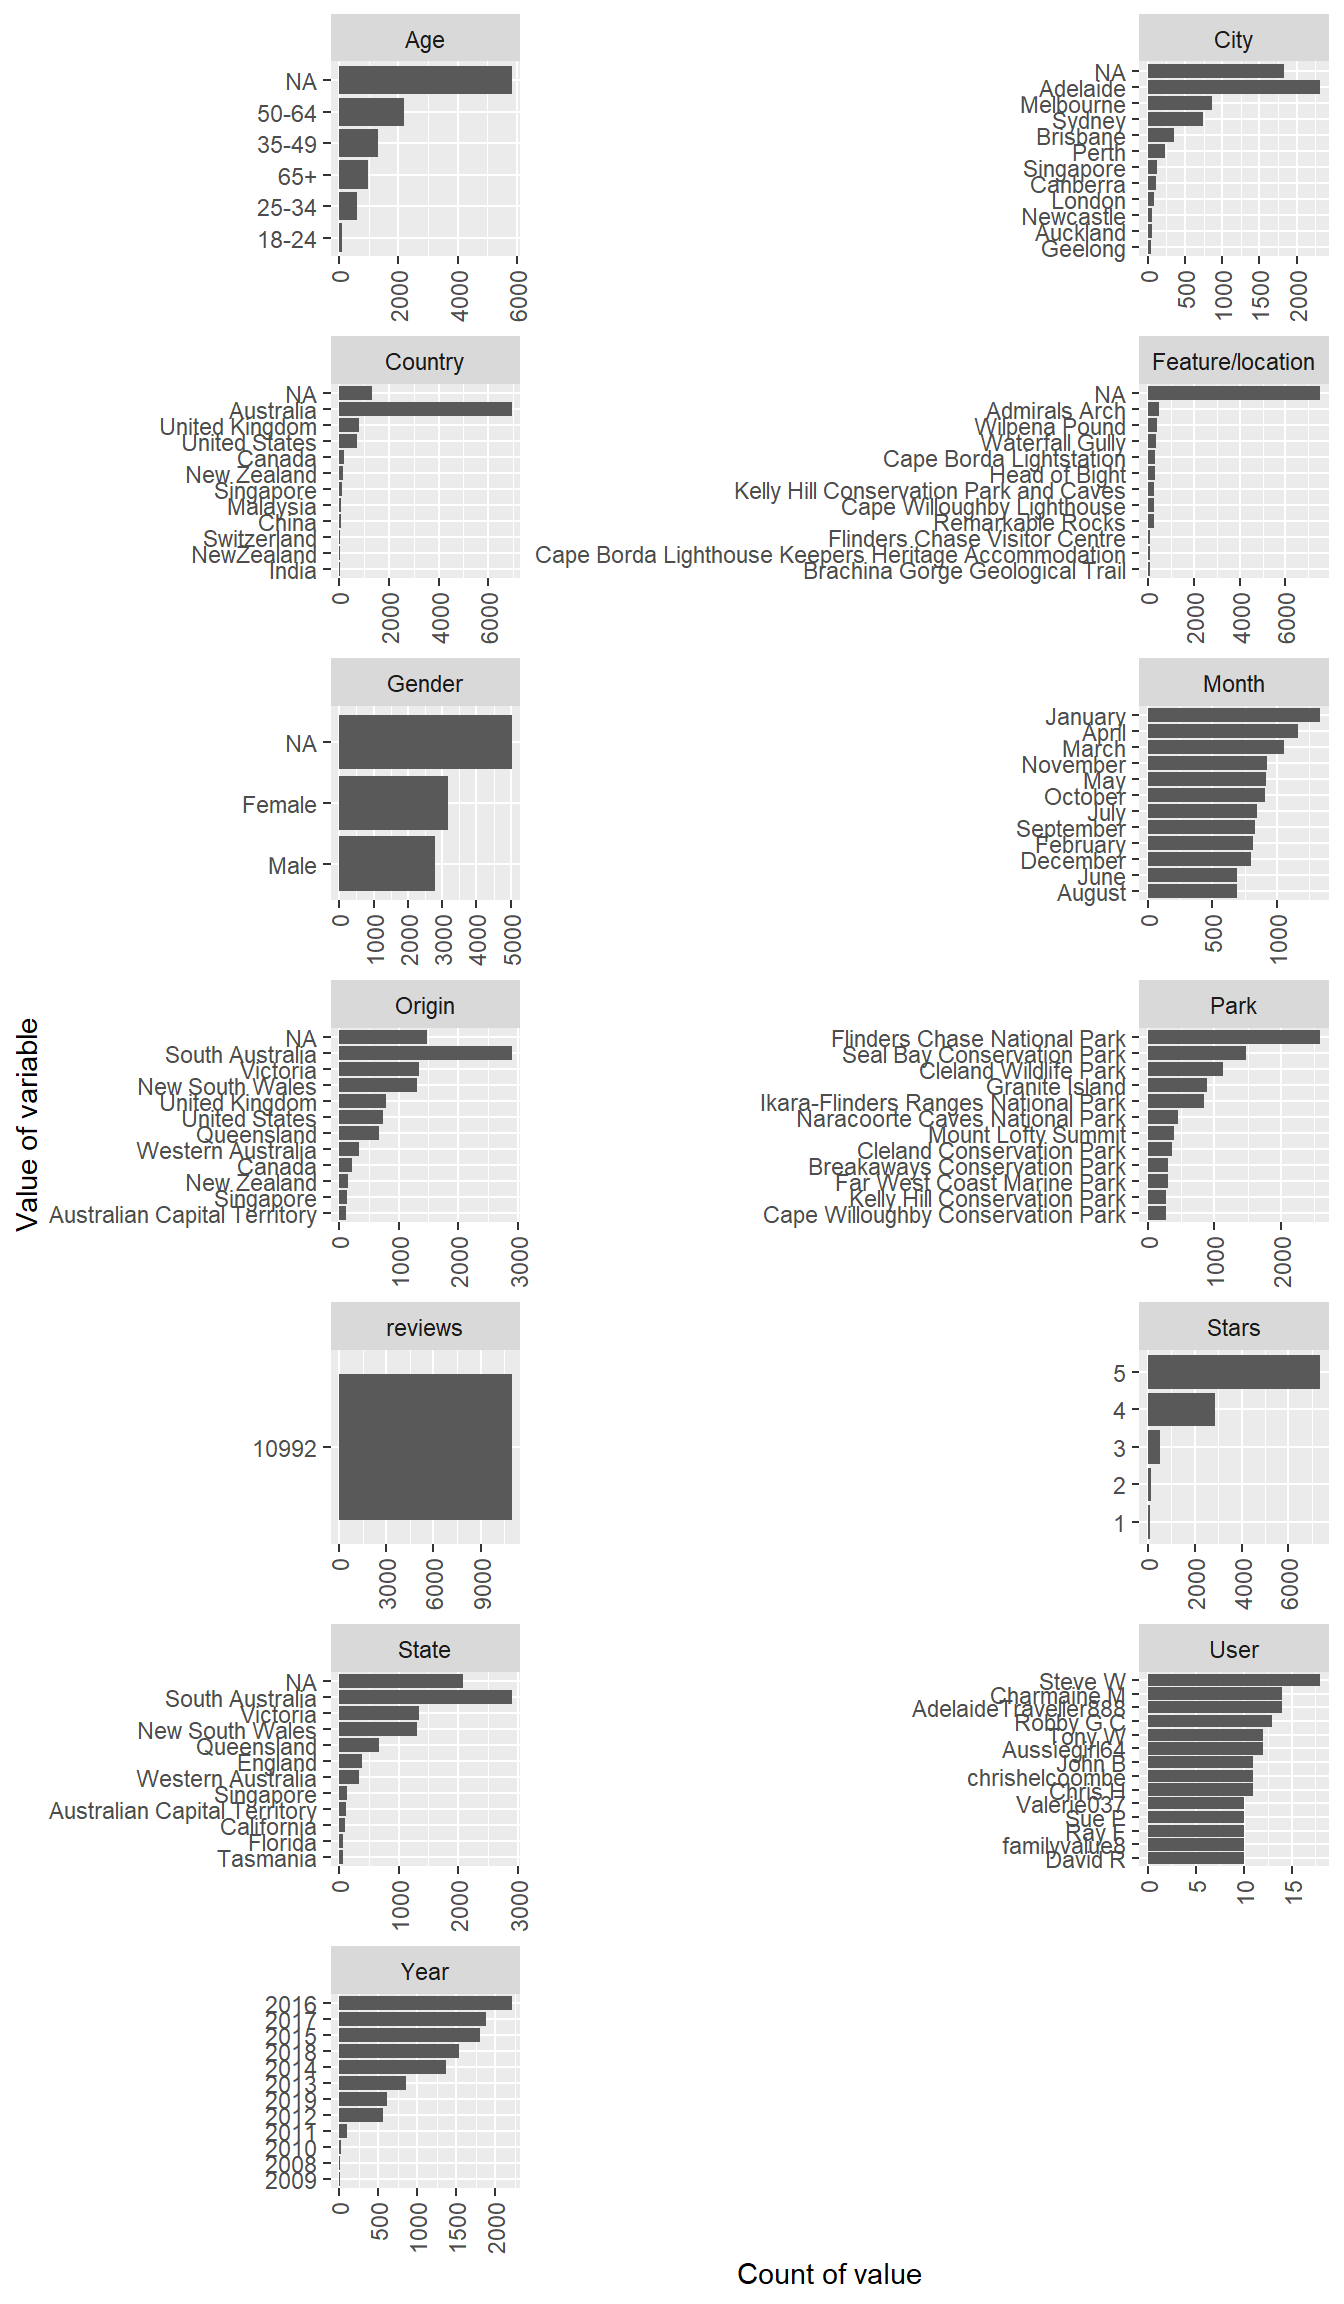 Age
NA
50-64
35-49
65+
25-34
18-24
0 2000 4000 6000
City
NA
Adelaide
Melbourne
Sydney
Brisbane
Perth
Singapore
Canberra
London
Newcastle
Auckland
Geelong
0 500 1000 1500 2000
Country
NA
Australia
United Kingdom
United States
Canada
New Zealand
Singapore
Malaysia
China
Switzerland
NewZealand
India
0 2000 4000 6000
Feature/location
NA
Admirals Arch
Wilpena Pound
Waterfall Gully
Cape Borda Lightstation
Head of Bight
Kelly Hill Conservation Park and Caves
Cape Willoughby Lighthouse
Remarkable Rocks
Flinders Chase Visitor Centre
Cape Borda Lighthouse Keepers Heritage Accommodation
Brachina Gorge Geological Trail
0 2000 4000 6000
Gender
NA
Female
Male
0 1000 2000 3000 4000 5000
Month
January
April
March
November
May
October
July
September
February
December
June
August
0 500 1000
Value of variable
Origin
NA
South Australia
Victoria
New South Wales
United Kingdom
United States
Queensland
Western Australia
Canada
New Zealand
Singapore
Australian Capital Territory
0 1000 2000 3000
Park
Flinders Chase National Park
Seal Bay Conservation Park
Cleland Wildlife Park
Granite Island
Ikara-Flinders Ranges National Park
Naracoorte Caves National Park
Mount Lofty Summit
Cleland Conservation Park
Breakaways Conservation Park
Far West Coast Marine Park
Kelly Hill Conservation Park
Cape Willoughby Conservation Park
0 1000 2000
reviews
10992
0 3000 6000 9000
Stars
5
4
3
2
1
0 2000 4000 6000
State
NA
South Australia
Victoria
New South Wales
Queensland
England
Western Australia
Singapore
Australian Capital Territory
California
Florida
Tasmania
0 1000 2000 3000
User
Steve W
Charmaine M
AdelaideTraveller888
Robby G C
Tony W
Aussiegirl64
John B
chrishelcoombe
Chris H
Valerie037
Sue P
Ray F
familyvalue8
David R
0 5 10 15
Year
2016
2017
2015
2018
2014
2013
2019
2012
2011
2010
2008
2009
0 500 1000 1500 2000
Count of value